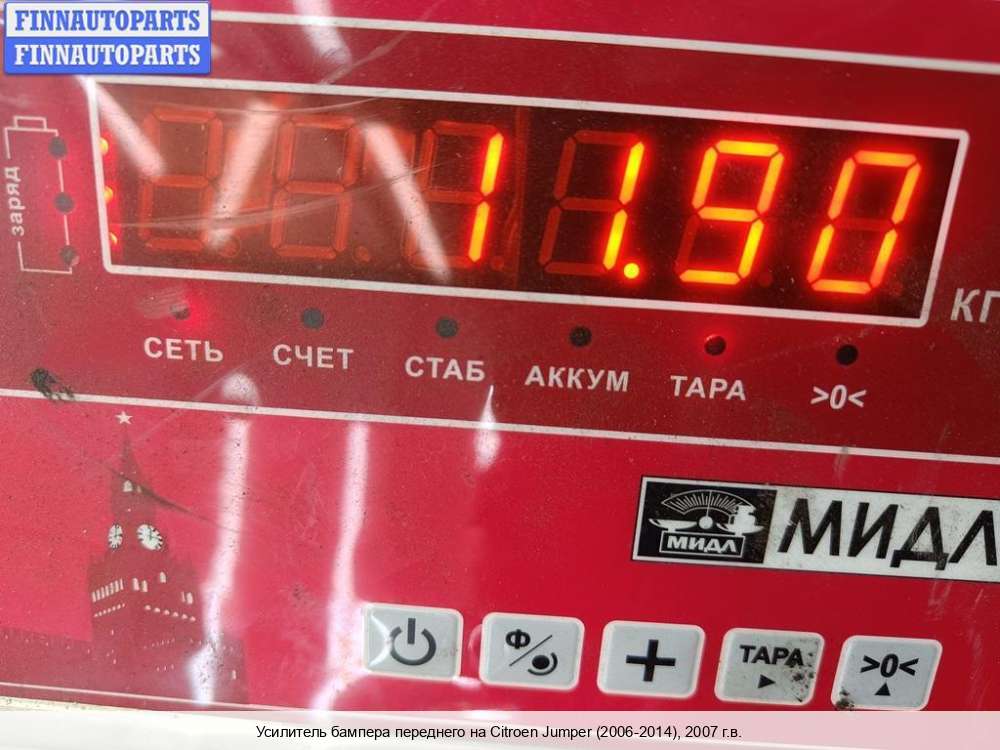 FINNAUTOPARTS
FINNAUTOPARTS
заряд
11.90
КГ
СЕТЬ СЧЕТ СТАБ АККУМ ТАРА >0<
МИДЛ МИДЛ
Ф ТАРА >0<
Усилитель бампера переднего на Citroen Jumper (2006-2014), 2007 г.в.